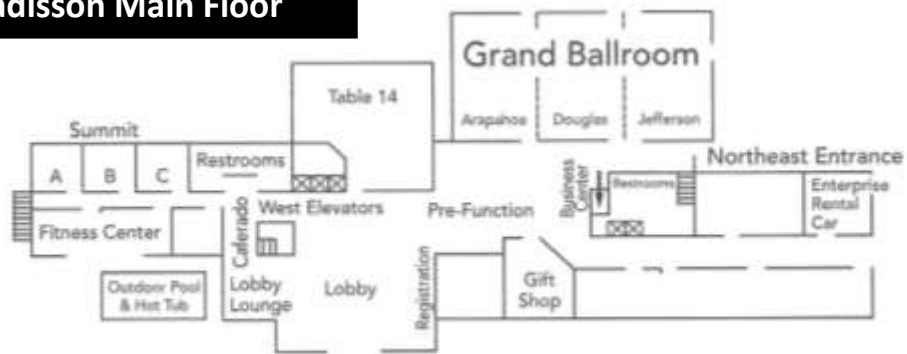 adisson Main Floor
Grand Ballroom
Table 14
Arapahoe
Douglas
Jefferson
Summit
A
B
C
Restrooms
Northeast Entrance
Business
Center
Restrooms
Enterprise
Rental
Car
West Elevators
Pre-Function
Caferado
Fitness Center
Outdoor Pool
& Hot Tub
Lobby
Lounge
Lobby
Registration
Gift
Shop